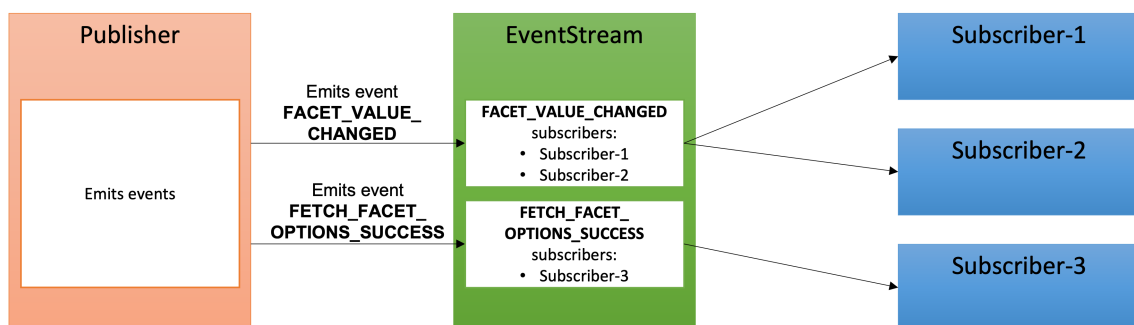 Publisher
Emits events
Emits event
FACET_VALUE_
CHANGED
Emits event
FETCH_FACET_
OPTIONS_SUCCESS
EventStream
FACET_VALUE_CHANGED
subscribers:
• Subscriber-1
• Subscriber-2
FETCH_FACET_
OPTIONS_SUCCESS
subscribers:
• Subscriber-3
Subscriber-1
Subscriber-2
Subscriber-3